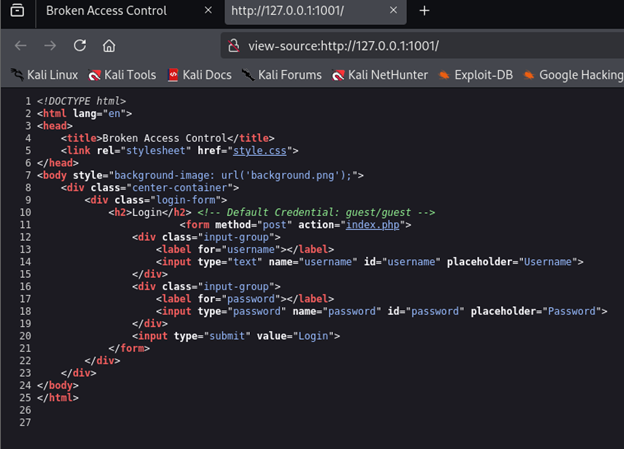 Broken Access Control × http://127.0.0.1:1001/ × +
view-source:http://127.0.0.1:1001/
Kali Linux Kali Tools Kali Docs Kali Forums Kali NetHunter Exploit-DB Google Hacking
1 <!DOCTYPE html>
2 <html lang="en">
3 <head>
4 <title>Broken Access Control</title>
5 <link rel="stylesheet" href="style.css">
6 </head>
7 <body style="background-image: url('background.png');">
8 <div class="center-container">
9 <div class="login-form">
10 <h2>Login</h2> <!-- Default Credential: guest/guest -->
11 <form method="post" action="index.php">
12 <div class="input-group">
13 <label for="username"></label>
14 <input type="text" name="username" id="username" placeholder="Username">
15 </div>
16 <div class="input-group">
17 <label for="password"></label>
18 <input type="password" name="password" id="password" placeholder="Password">
19 </div>
20 <input type="submit" value="Login">
21 </form>
22 </div>
23 </div>
24 </body>
25 </html>
26
27